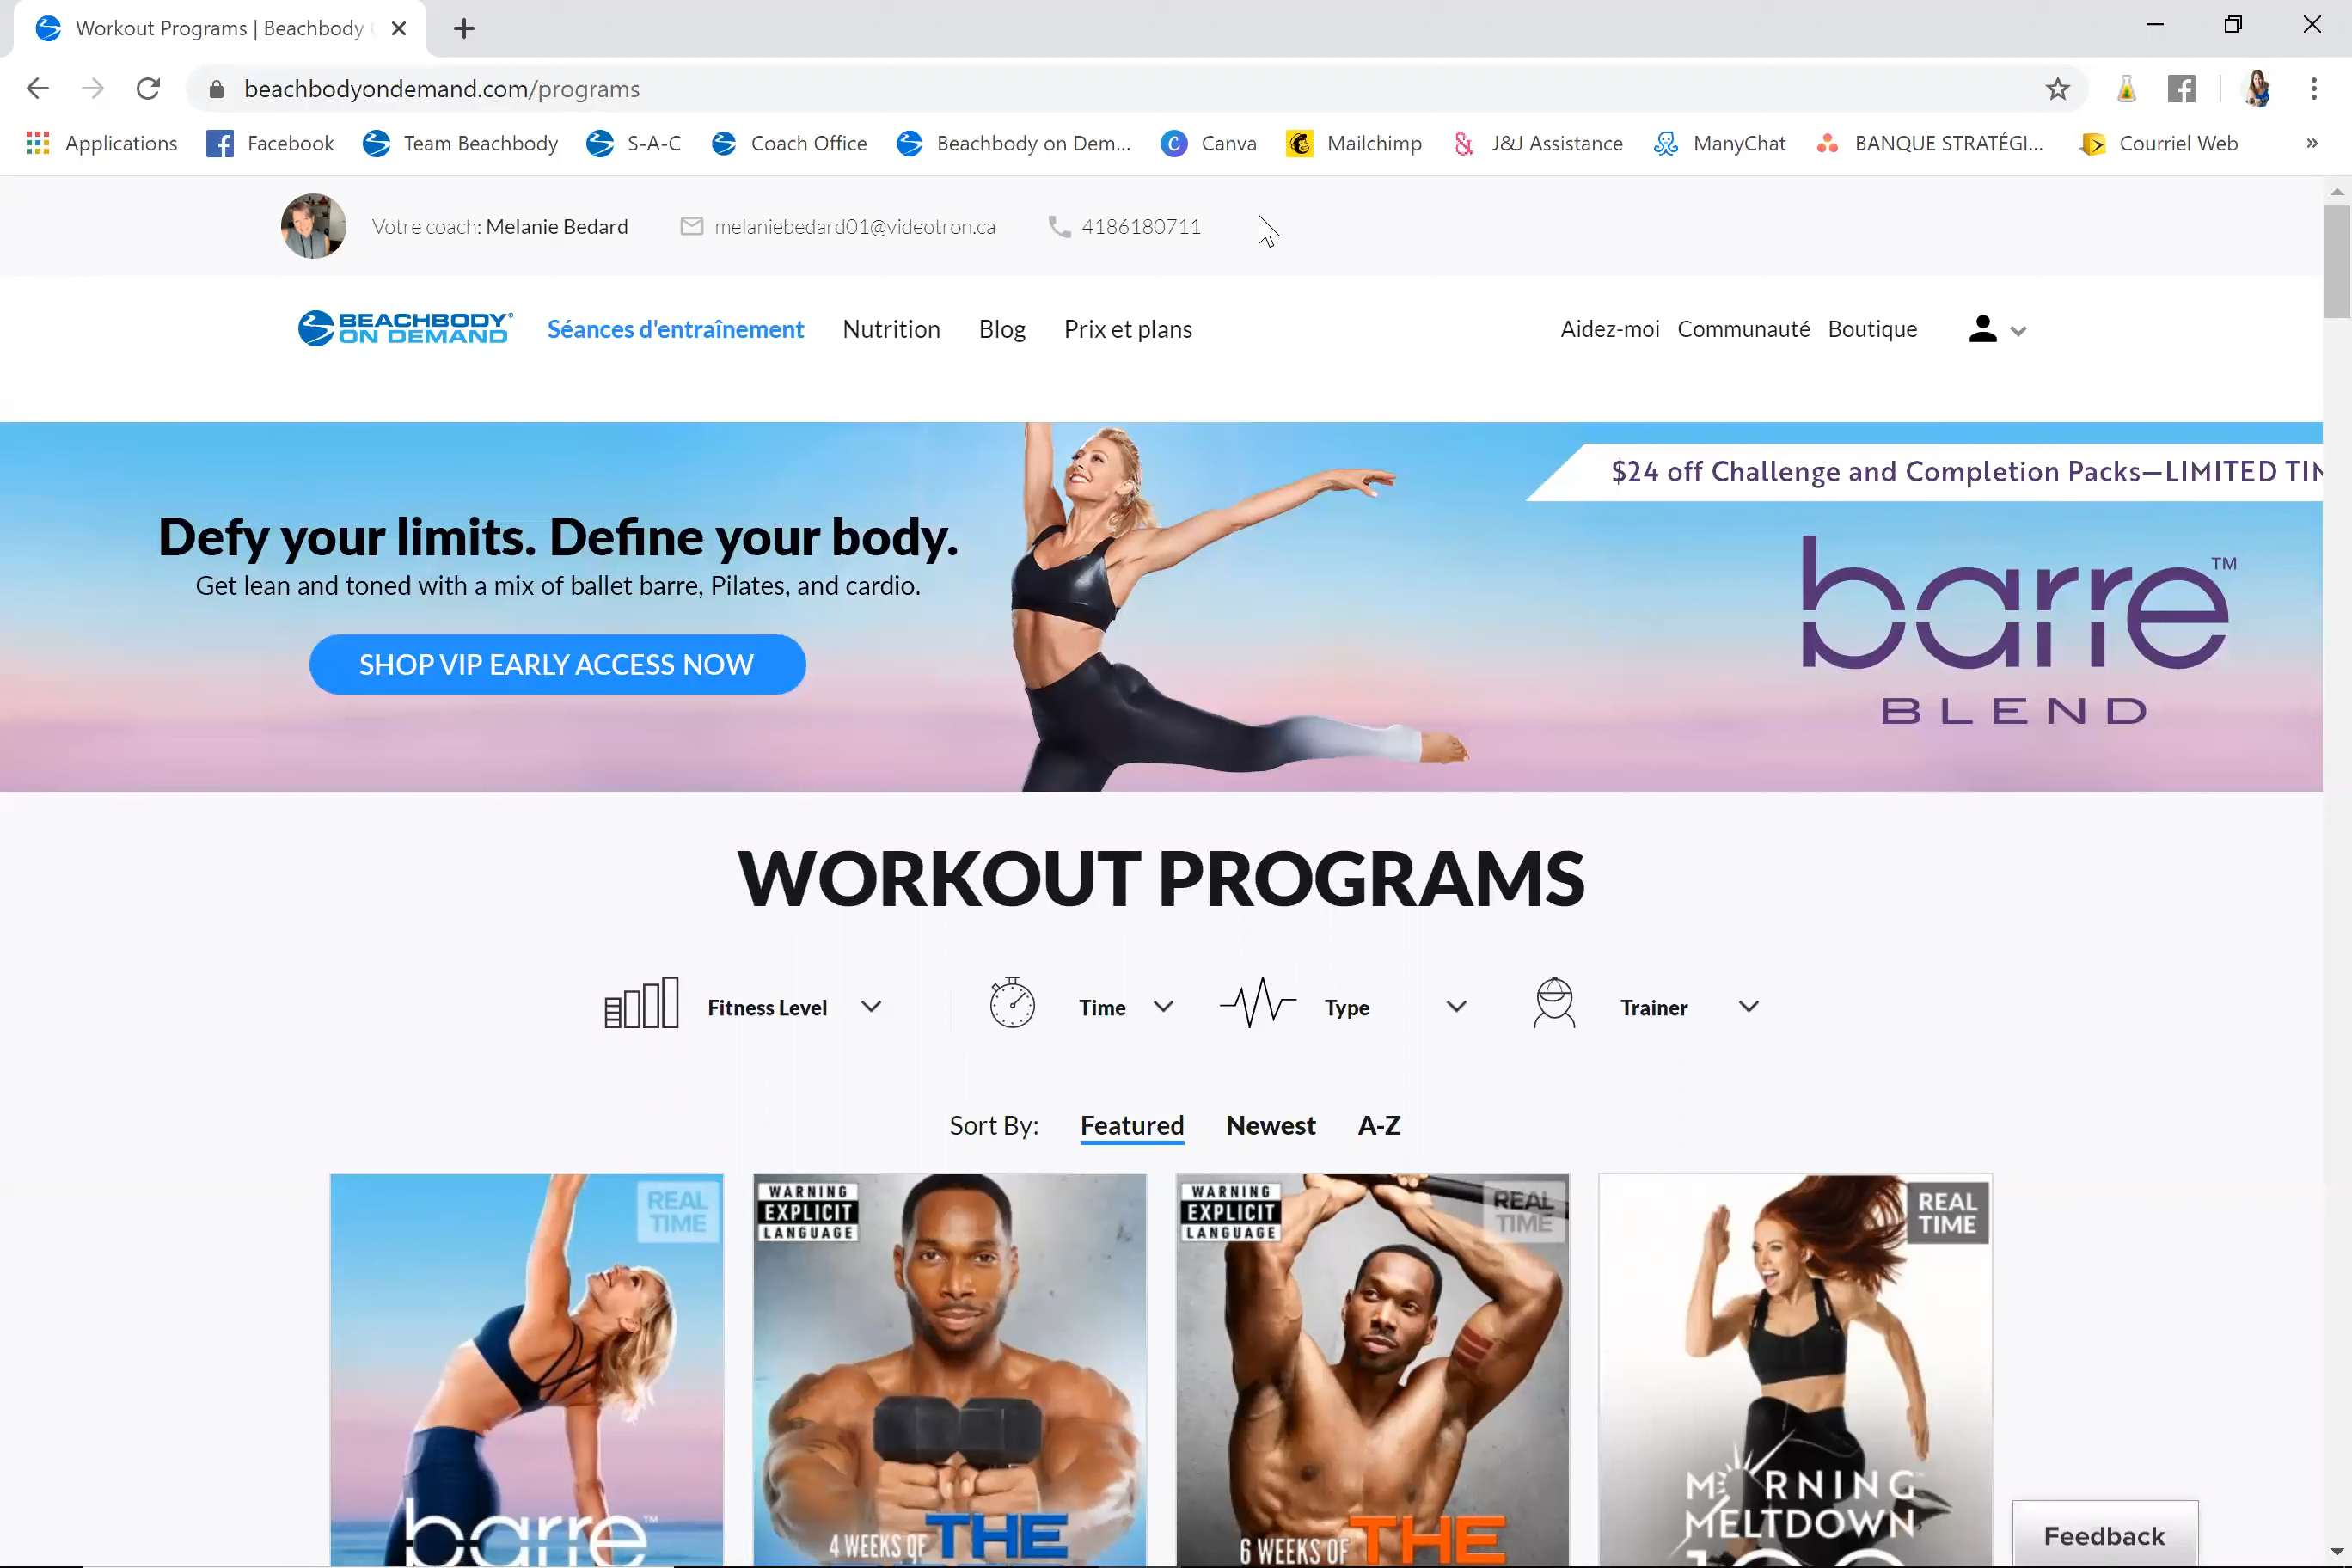 Workout Programs | Beachbody
beachbodyondemand.com/programs
Applications Facebook Team Beachbody S-A-C Coach Office Beachbody on Dem... Canva Mailchimp J&J Assistance ManyChat BANQUE STRATÉGI... Courriel Web »
Votre coach: Melanie Bedard melaniebedard01@videotron.ca 4186180711
BEACHBODY
ON DEMAND
Séances d'entraînement Nutrition Blog Prix et plans Aidez-moi Communauté Boutique
$24 off Challenge and Completion Packs—LIMITED
Defy your limits. Define your body.
Get lean and toned with a mix of ballet barre, Pilates, and cardio.
SHOP VIP EARLY ACCESS NOW
barre™
BLEND
WORKOUT PROGRAMS
Fitness Level Time Type Trainer
Sort By: Featured Newest A-Z
REAL
TIME
barre™
WARNING
EXPLICIT
LANGUAGE
4 WEEKS OF THE
WARNING
EXPLICIT
LANGUAGE
REAL
TIME
6 WEEKS OF THE
REAL
TIME
MORNING
MELTDOWN
100
Feedback